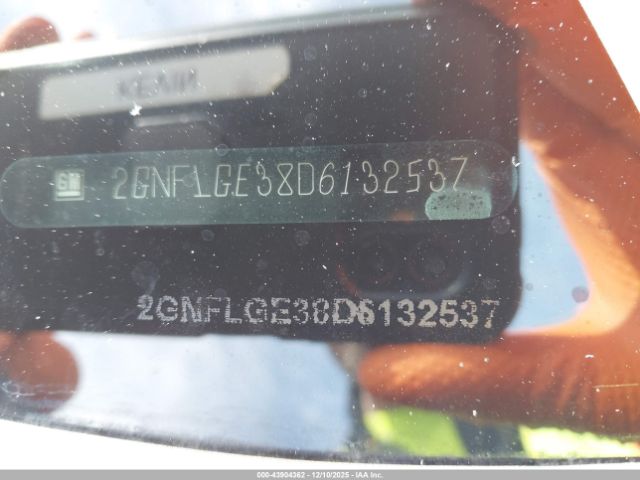 GM 2GNFLGE38D6132537
2GNFLGE38D6132537
000-43904362 - 12/10/2025 - IAA Inc.